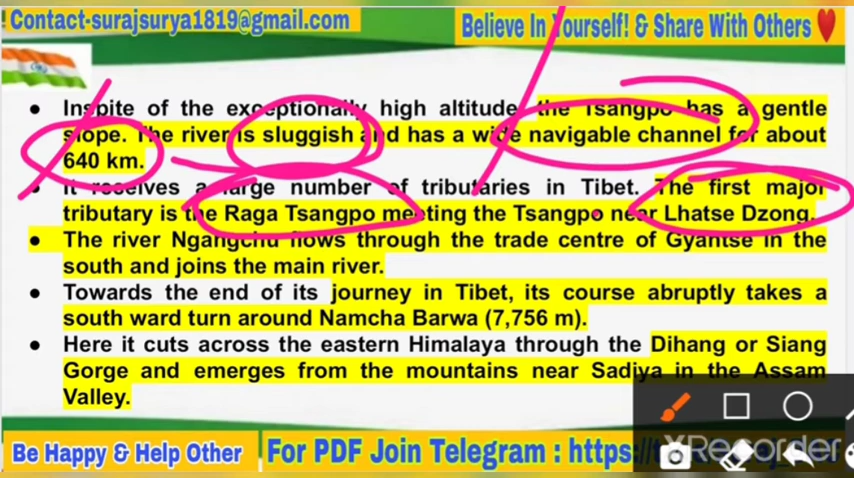 ! Contact-surajsurya1819@gmail.com
Believe In Yourself! & Share With Others
● Inspite of the exceptionally high altitude, the Tsangpo has a gentle
slope. The river is sluggish and has a wide navigable channel for about
640 km.
● It receives a large number of tributaries in Tibet. The first major
tributary is the Raga Tsangpo meeting the Tsangpo near Lhatse Dzong.
● The river Ngangchu flows through the trade centre of Gyantse in the
south and joins the main river.
● Towards the end of its journey in Tibet, its course abruptly takes a
south ward turn around Namcha Barwa (7,756 m).
● Here it cuts across the eastern Himalaya through the Dihang or Siang
Gorge and emerges from the mountains near Sadiya in the Assam
Valley.
XRecorder
Be Happy & Help Other
For PDF Join Telegram : https: